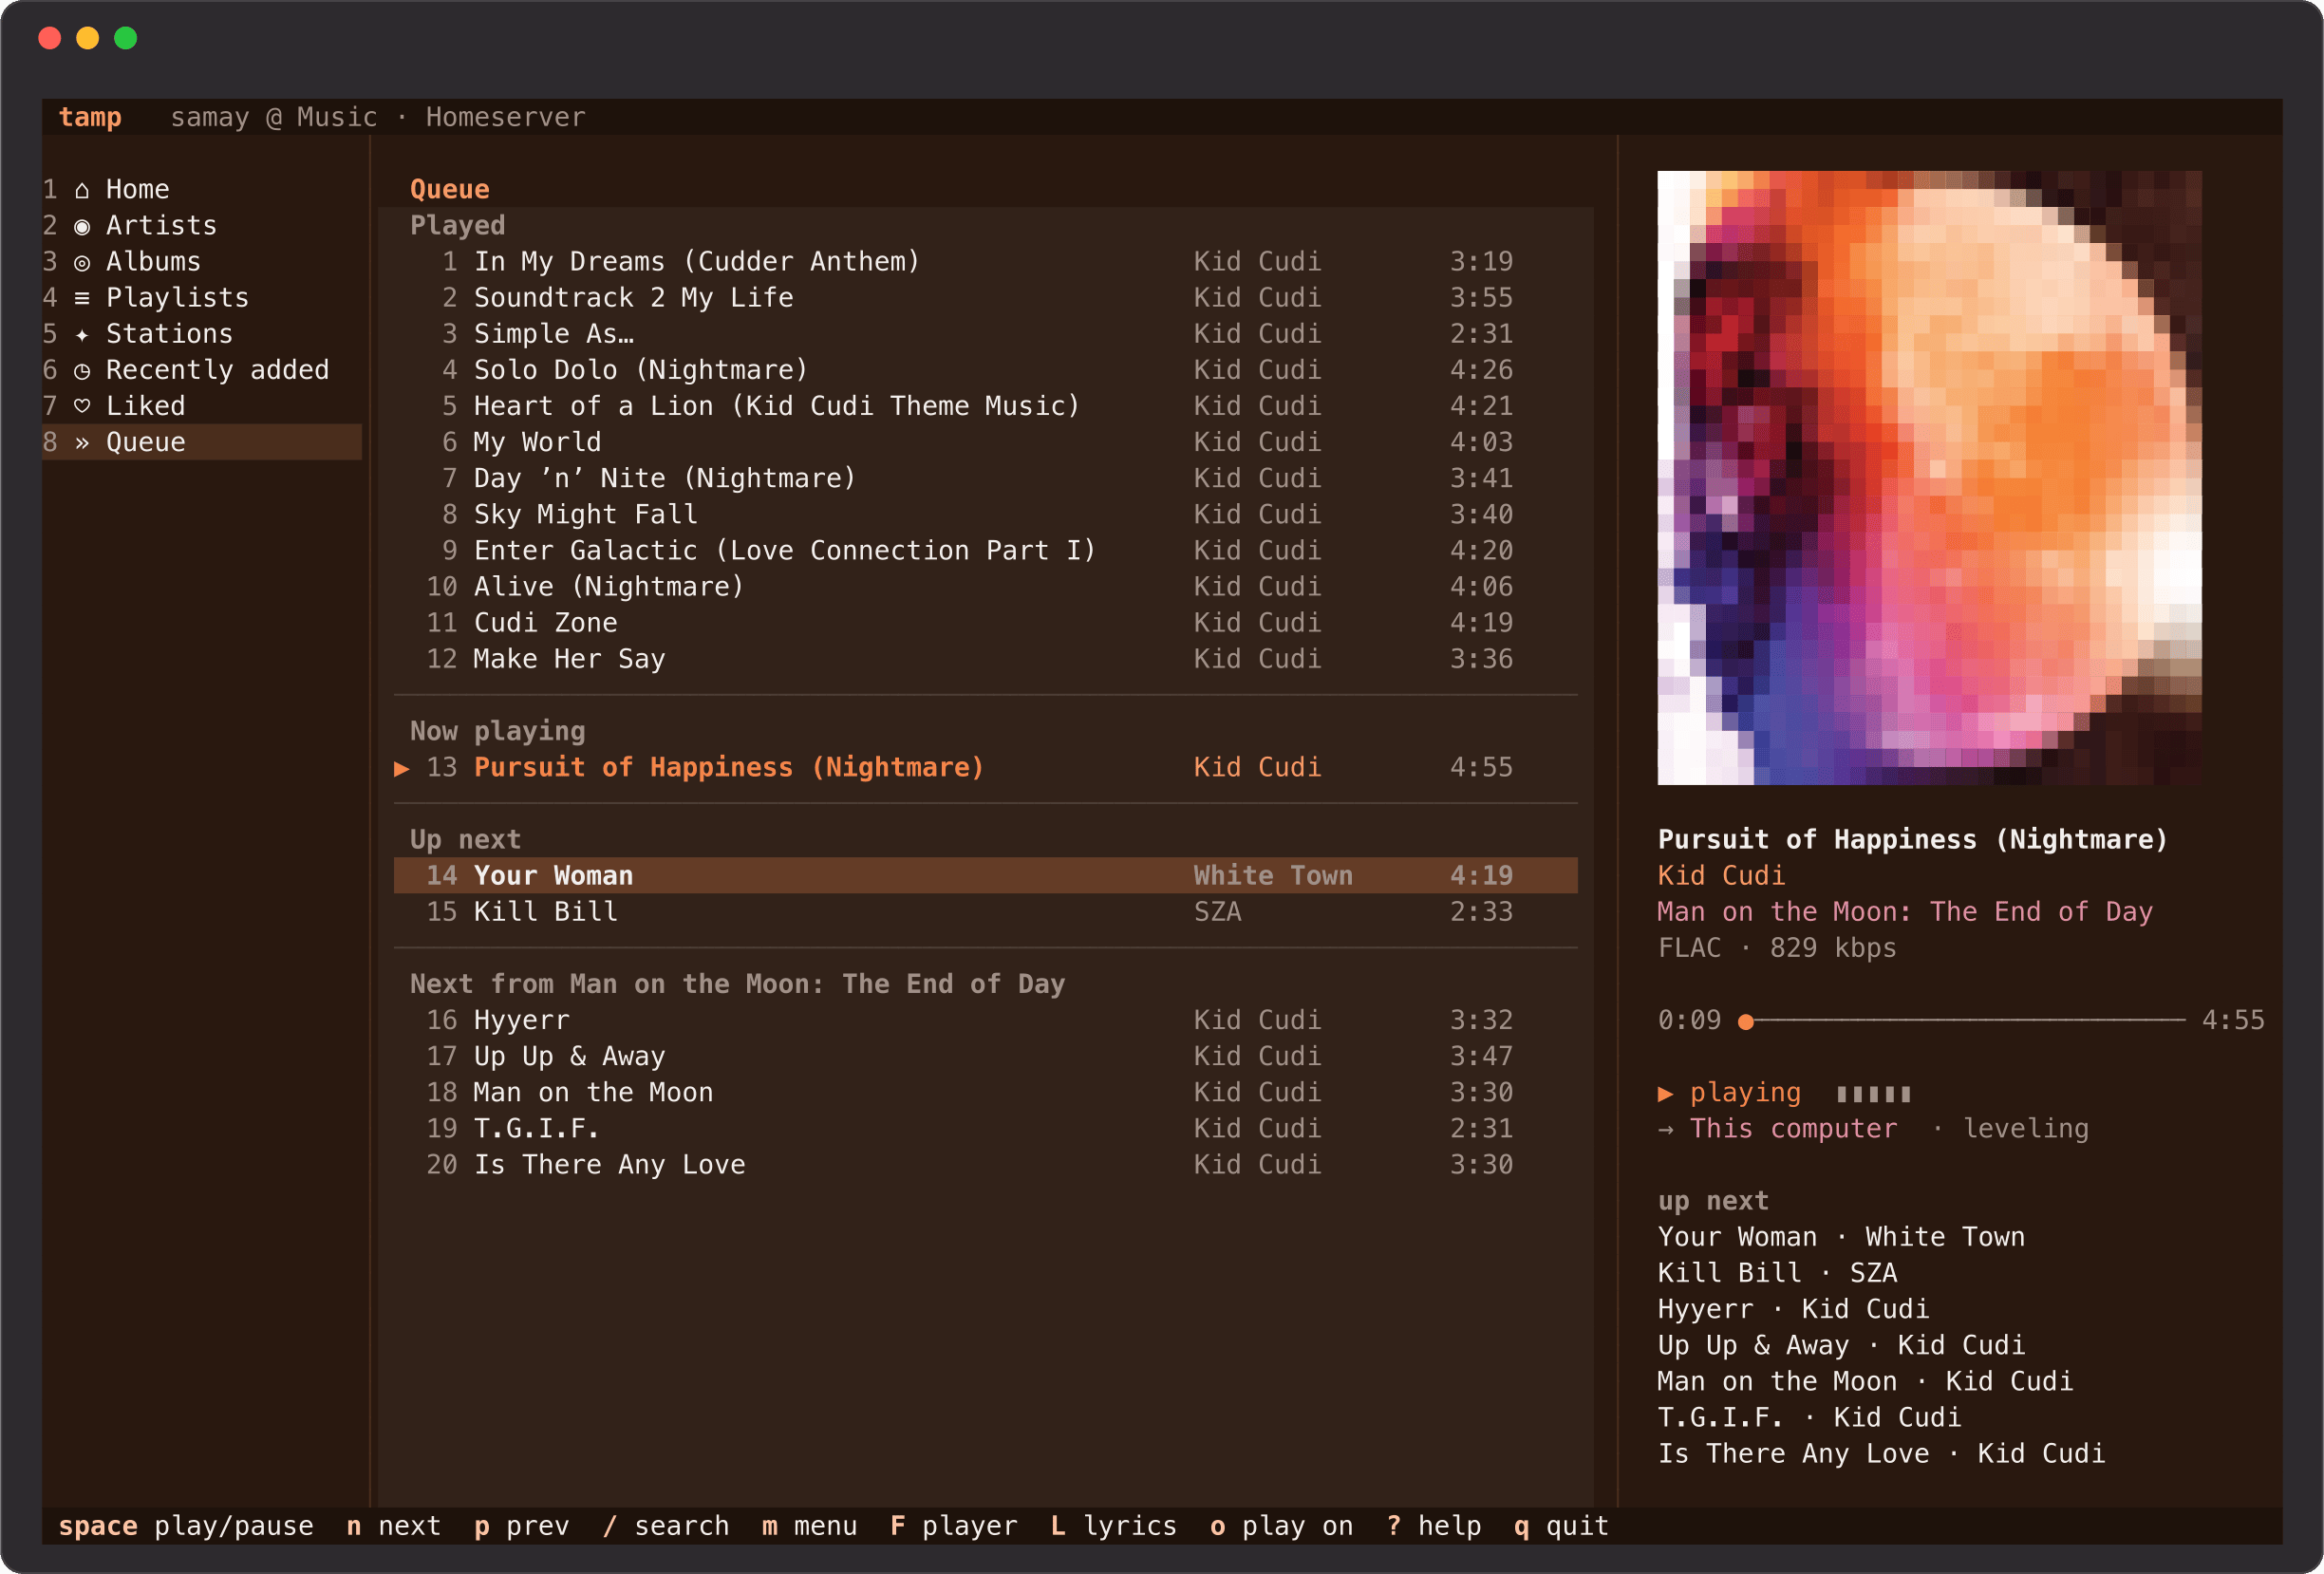 tamp samay @ Music · Homeserver
1 ⌂ Home
2 ◉ Artists
3 ◎ Albums
4 ≡ Playlists
5 ✦ Stations
6 ◷ Recently added
7 ♡ Liked
8 » Queue
Queue
Played
1 In My Dreams (Cudder Anthem) Kid Cudi 3:19
2 Soundtrack 2 My Life Kid Cudi 3:55
3 Simple As… Kid Cudi 2:31
4 Solo Dolo (Nightmare) Kid Cudi 4:26
5 Heart of a Lion (Kid Cudi Theme Music) Kid Cudi 4:21
6 My World Kid Cudi 4:03
7 Day ’n’ Nite (Nightmare) Kid Cudi 3:41
8 Sky Might Fall Kid Cudi 3:40
9 Enter Galactic (Love Connection Part I) Kid Cudi 4:20
10 Alive (Nightmare) Kid Cudi 4:06
11 Cudi Zone Kid Cudi 4:19
12 Make Her Say Kid Cudi 3:36
Now playing
▶ 13 Pursuit of Happiness (Nightmare) Kid Cudi 4:55
Up next
14 Your Woman White Town 4:19
15 Kill Bill SZA 2:33
Next from Man on the Moon: The End of Day
16 Hyyerr Kid Cudi 3:32
17 Up Up & Away Kid Cudi 3:47
18 Man on the Moon Kid Cudi 3:30
19 T.G.I.F. Kid Cudi 2:31
20 Is There Any Love Kid Cudi 3:30
Pursuit of Happiness (Nightmare)
Kid Cudi
Man on the Moon: The End of Day
FLAC · 829 kbps
0:09 4:55
▶ playing ▮▮▮▮▮
→ This computer · leveling
up next
Your Woman · White Town
Kill Bill · SZA
Hyyerr · Kid Cudi
Up Up & Away · Kid Cudi
Man on the Moon · Kid Cudi
T.G.I.F. · Kid Cudi
Is There Any Love · Kid Cudi
space play/pause n next p prev / search m menu F player L lyrics o play on ? help q quit